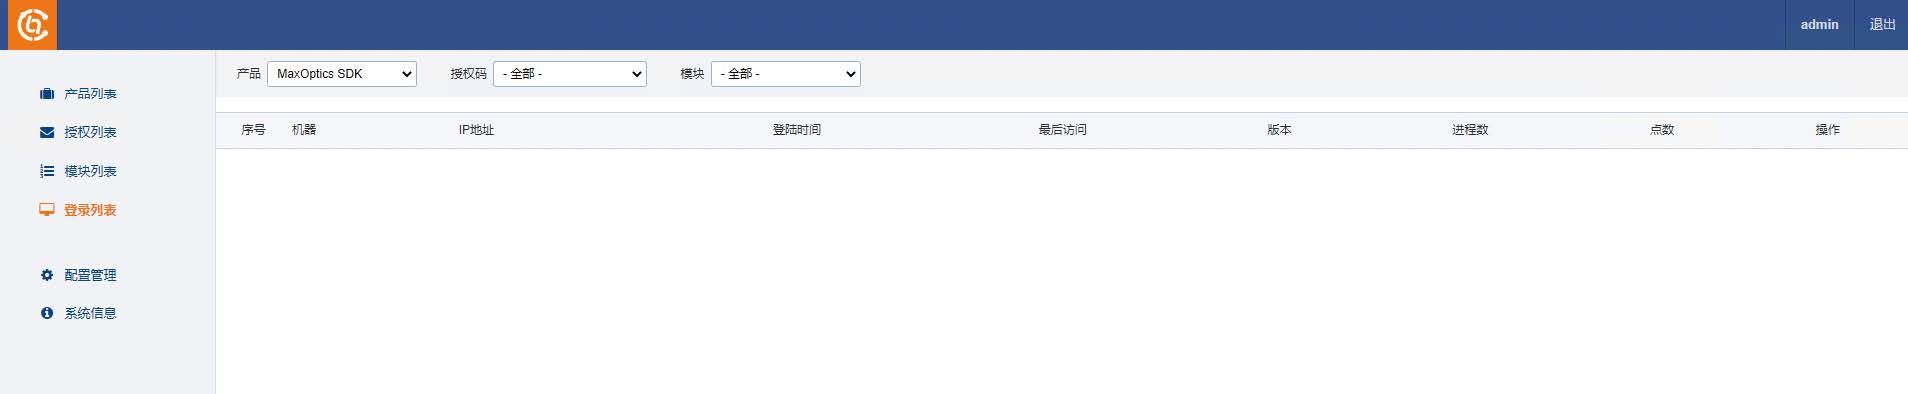 admin 退出
产品 MaxOptics SDK 授权码 - 全部 - 模块 - 全部 -
产品列表
授权列表
模块列表
登录列表
配置管理
系统信息
序号 机器 IP地址 登陆时间 最后访问 版本 进程数 点数 操作